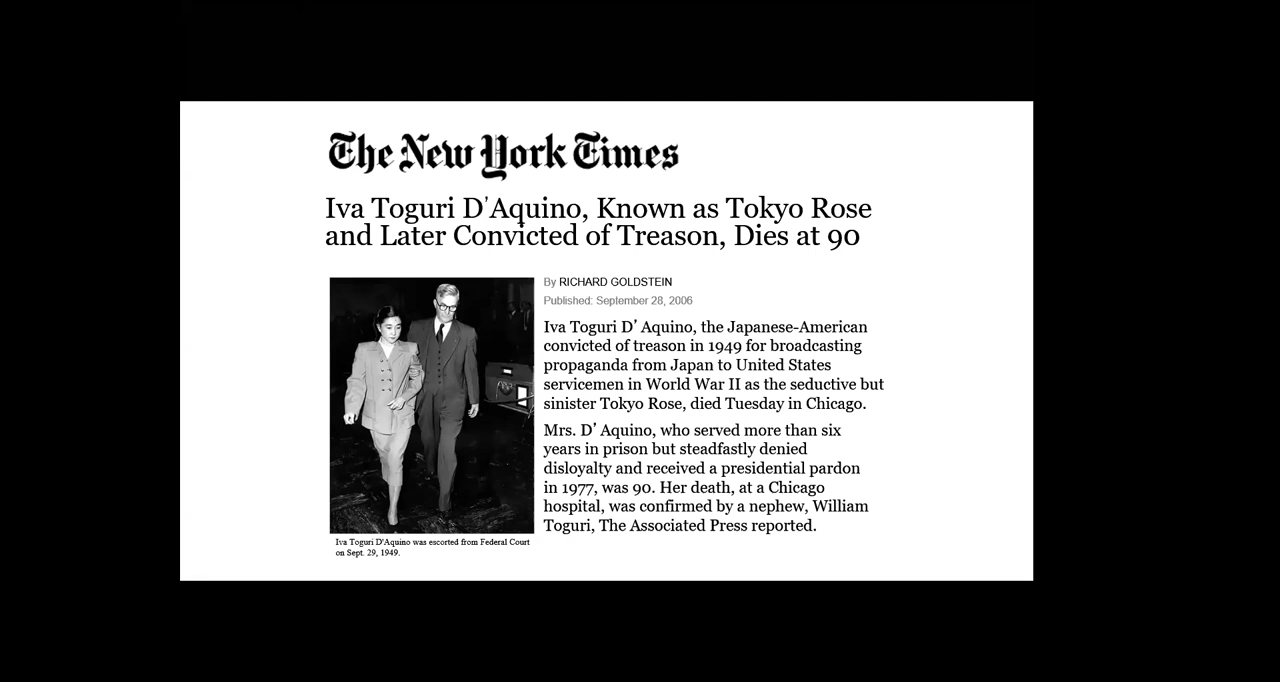 The New York Times
Iva Toguri D'Aquino, Known as Tokyo Rose
and Later Convicted of Treason, Dies at 90
By RICHARD GOLDSTEIN
Published: September 28, 2006
Iva Toguri D’ Aquino, the Japanese-American
convicted of treason in 1949 for broadcasting
propaganda from Japan to United States
servicemen in World War II as the seductive but
sinister Tokyo Rose, died Tuesday in Chicago.
Mrs. D’ Aquino, who served more than six
years in prison but steadfastly denied
disloyalty and received a presidential pardon
in 1977, was 90. Her death, at a Chicago
hospital, was confirmed by a nephew, William
Toguri, The Associated Press reported.
Iva Toguri D'Aquino was escorted from Federal Court
on Sept. 29, 1949.